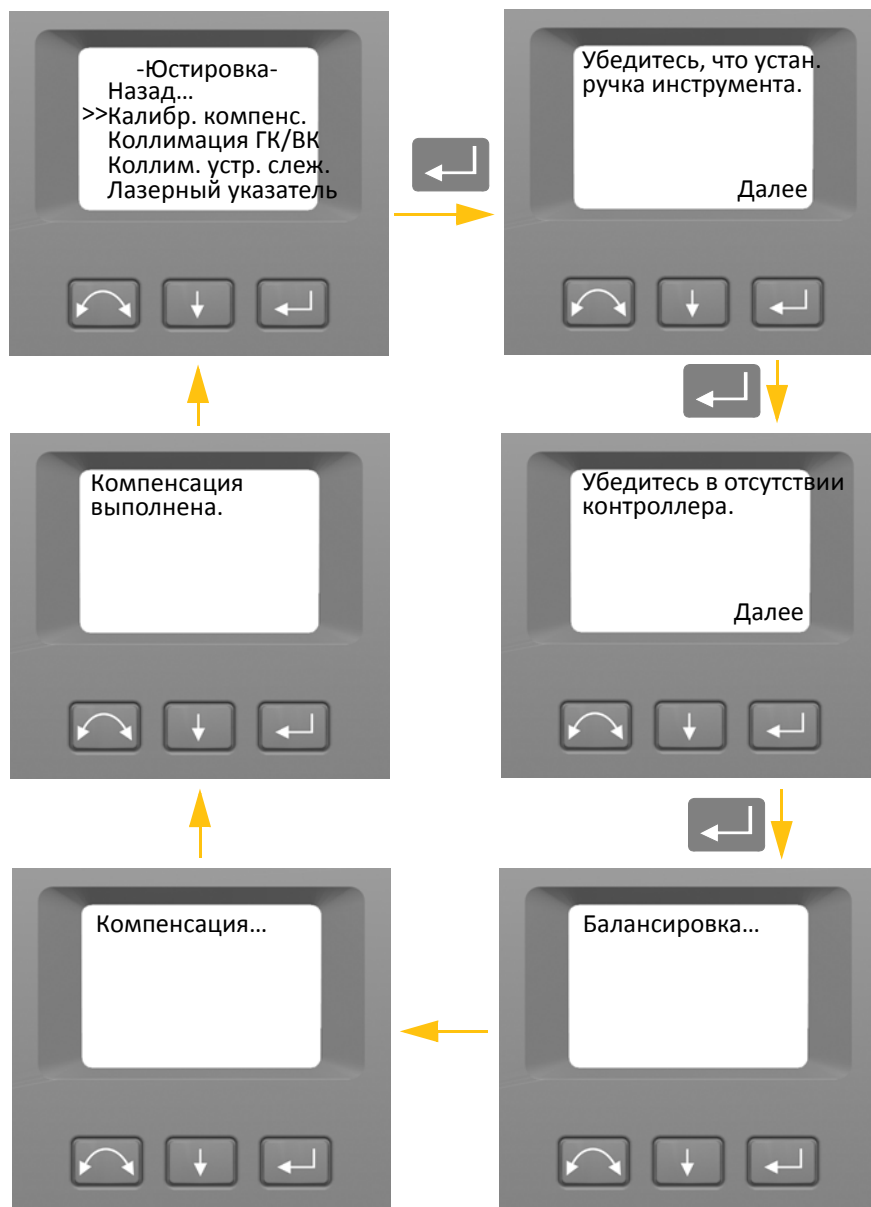 -Юстировка-
Назад...
>>Калибр. компенс.
Коллимация ГК/ВК
Коллим. устр. слеж.
Лазерный указатель
Убедитесь, что устан.
ручка инструмента.
Далее
Убедитесь в отсутствии
контроллера.
Далее
Балансировка...
Компенсация...
Компенсация
выполнена.